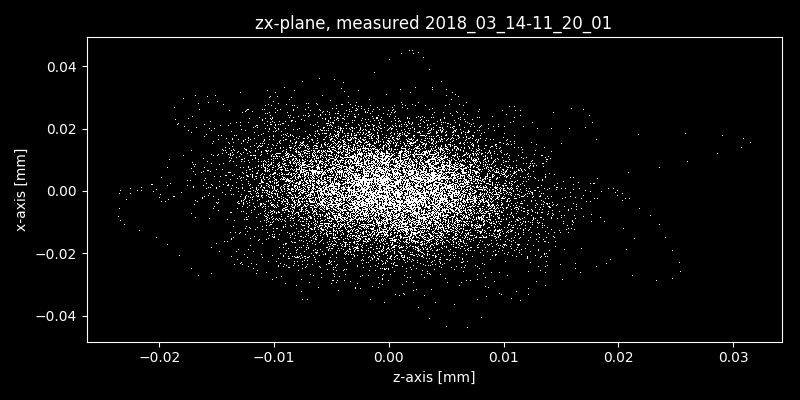 zx-plane, measured 2018_03_14-11_20_01
x-axis [mm]
0.04
0.02
0.00
−0.02
−0.04
−0.02 −0.01 0.00 0.01 0.02 0.03
z-axis [mm]